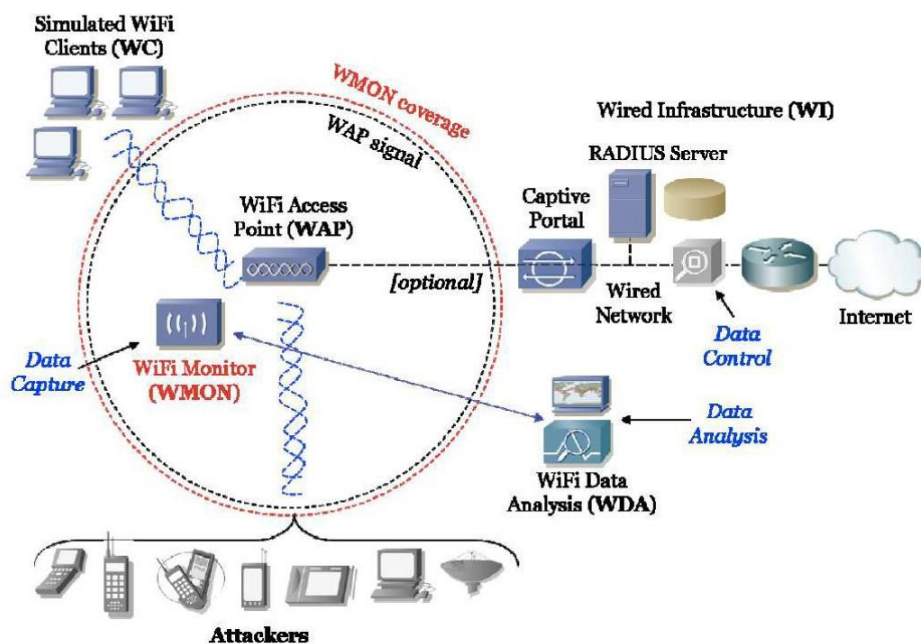 Simulated WiFi
Clients (WC)
WMON coverage
WAP signal
WiFi Access
Point (WAP)
[optional]
Data
Capture
WiFi Monitor
(WMON)
Wired Infrastructure (WI)
RADIUS Server
Captive
Portal
Wired
Network
Internet
Data
Control
Data
Analysis
WiFi Data
Analysis (WDA)
Attackers